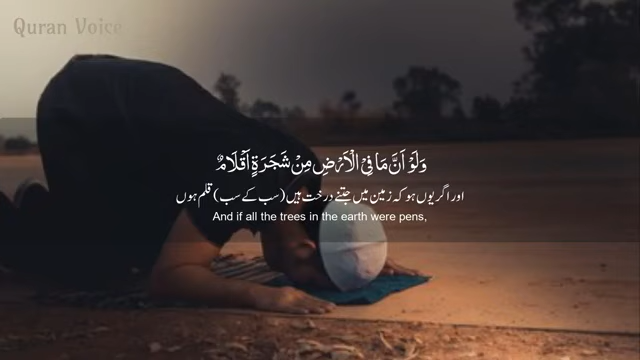 Quran Voice
وَلَوْ اَنَّ مَا فِی الْاَرْضِ مِنْ شَجَرَةٍ اَقْلَامٌ
اور اگر یوں ہو کہ زمین میں جتنے درخت ہیں (سب کے سب) قلم ہوں
And if all the trees in the earth were pens,